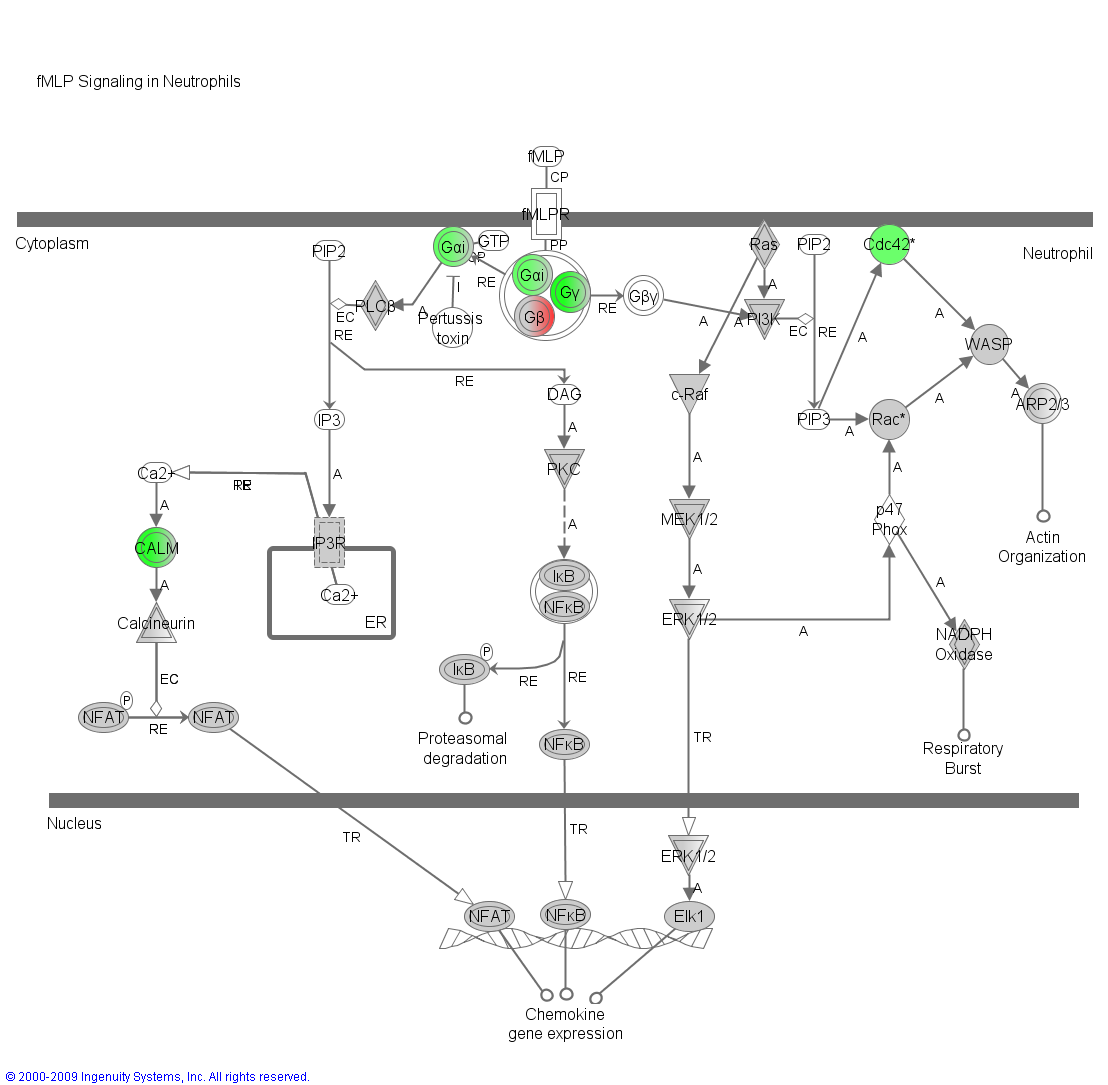 fMLP Signaling in Neutrophils
fMLP
CP
fMLPR
Cytoplasm
Neutrophil
PP
PIP2
Gαi
GTP
RE
Gαi
Gγ
Gβ
RE
Gβγ
Ras
PIP2
Cdc42*
A
PLCβ
A
I
Pertussis
toxin
EC
RE
A
A
PI3K
EC
RE
A
A
WASP
RE
DAG
c-Raf
A
ARP2/3
IP3
PIP3
A
Rac*
A
A
Ca2+
RE
A
PKC
A
A
CALM
IP3R
A
MEK1/2
p47
Phox
Actin
Organization
A
Ca2+
IκB
NFκB
A
A
Calcineurin
ER
ERK1/2
A
NADPH
Oxidase
P
IκB
RE
RE
EC
P
NFAT
RE
NFAT
Proteasomal
degradation
NFκB
TR
Respiratory
Burst
Nucleus
TR
TR
ERK1/2
A
NFAT
NFκB
Elk1
Chemokine
gene expression
© 2000-2009 Ingenuity Systems, Inc. All rights reserved.